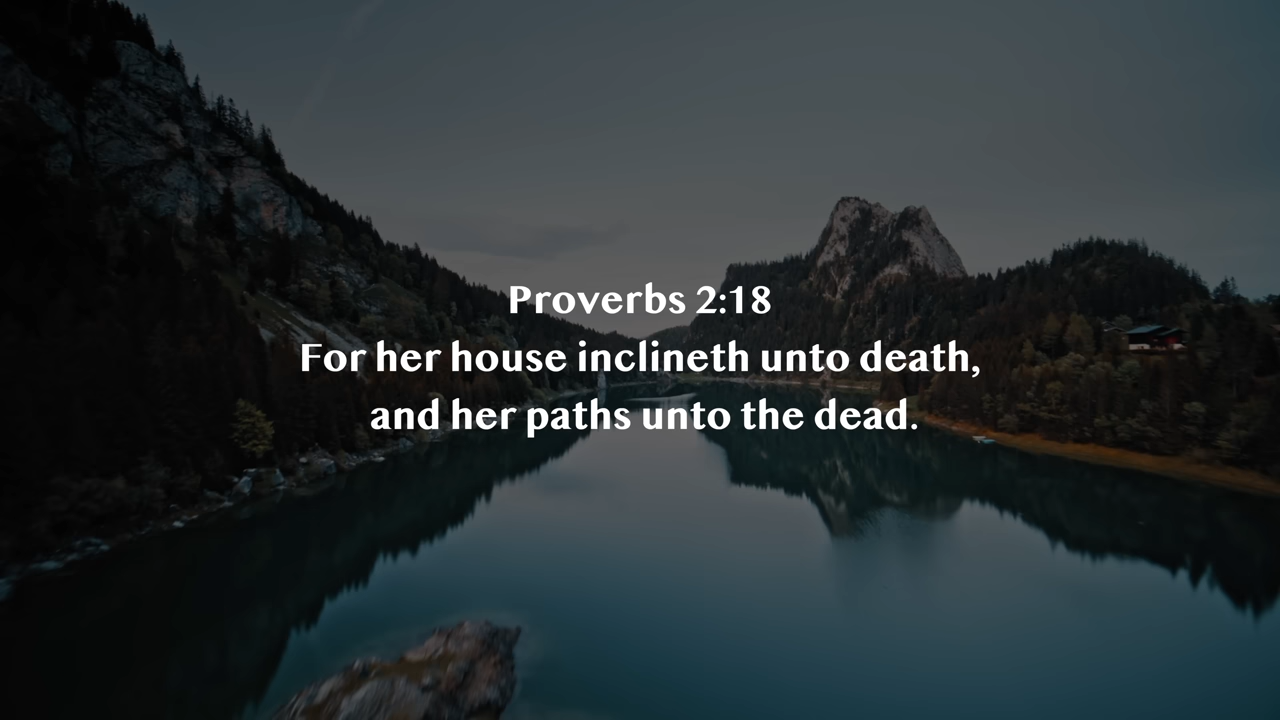 Proverbs 2:18
For her house inclineth unto death,
and her paths unto the dead.